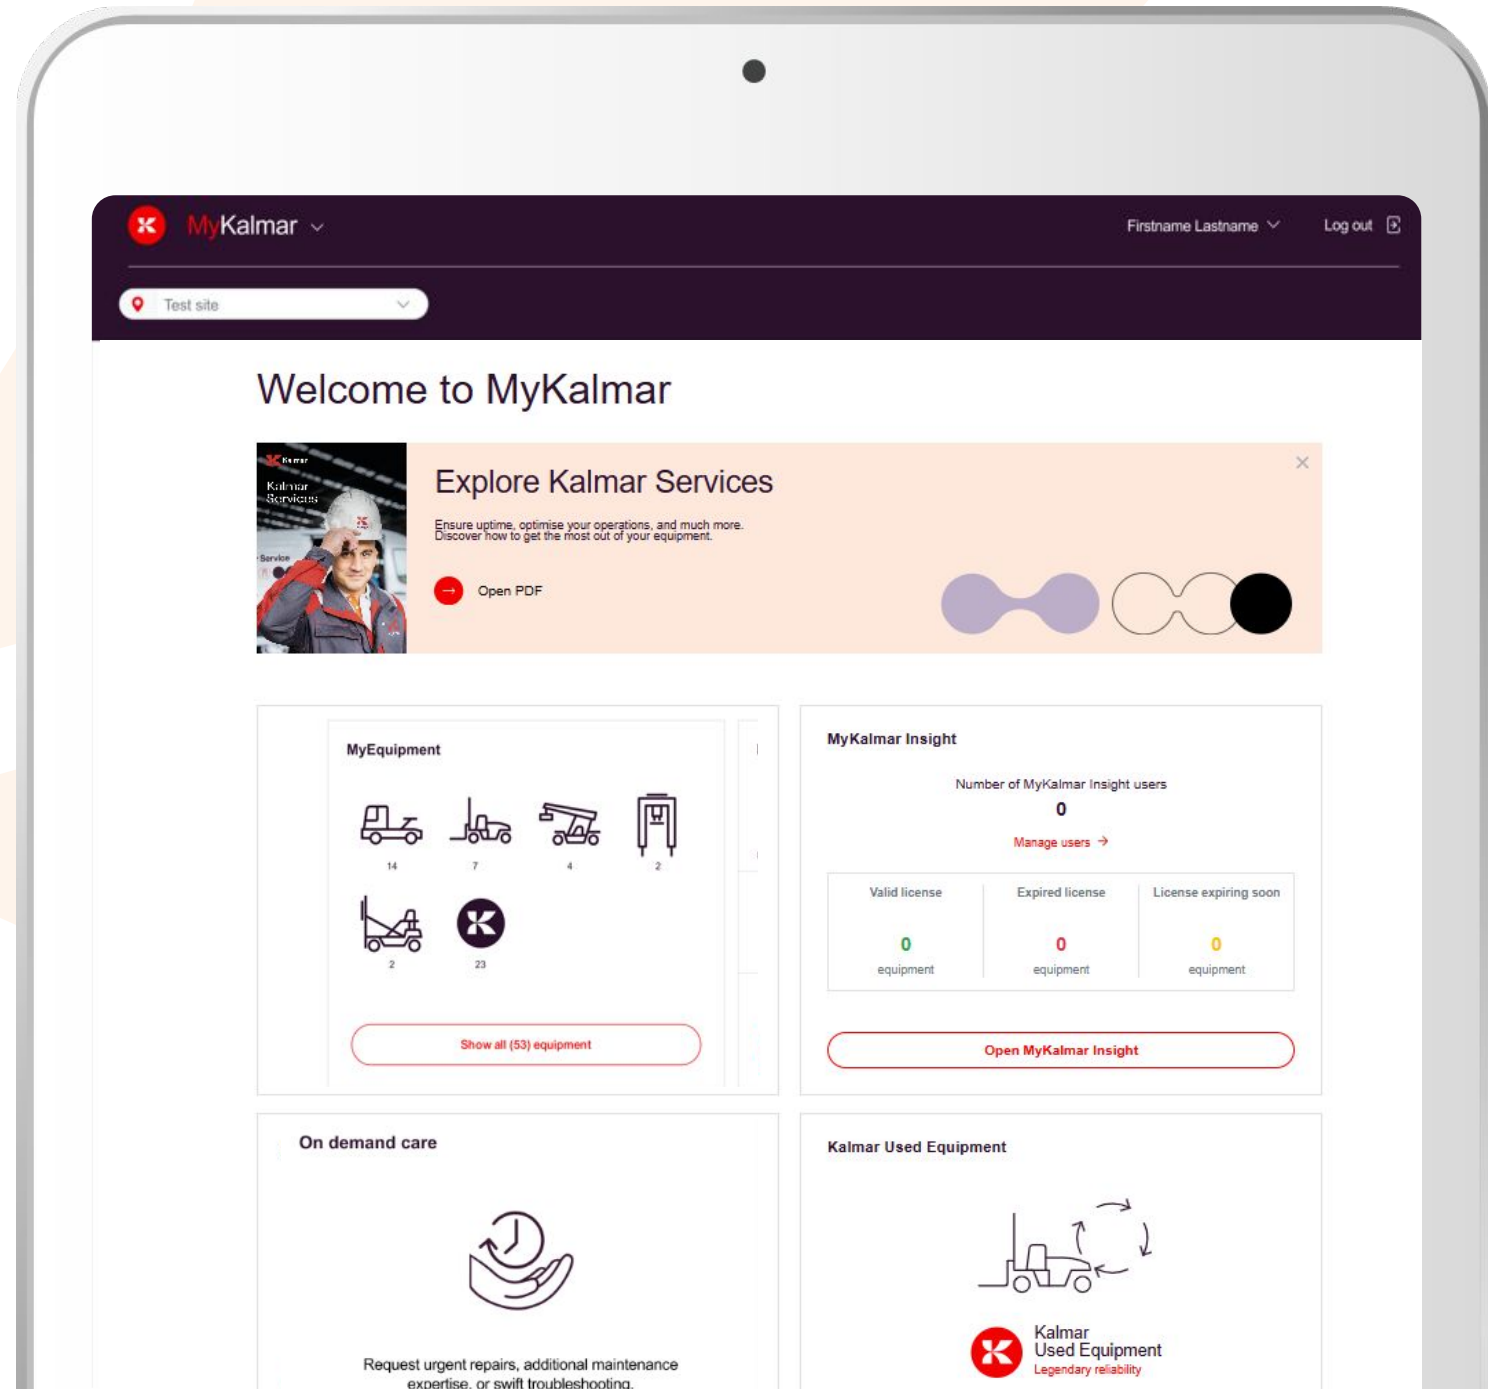 MyKalmar
Firstname Lastname
Log out
Test site
Welcome to MyKalmar
Kalmar
Kalmar
Services
Service
Explore Kalmar Services
Ensure uptime, optimise your operations, and much more.
Discover how to get the most out of your equipment.
Open PDF
MyEquipment
14
7
4
2
2
23
Show all (53) equipment
MyKalmar Insight
Number of MyKalmar Insight users
0
Manage users
Valid license
Expired license
License expiring soon
0
0
0
equipment
equipment
equipment
Open MyKalmar Insight
On demand care
Request urgent repairs, additional maintenance
expertise, or swift troubleshooting.
Kalmar Used Equipment
Kalmar
Used Equipment
Legendary reliability